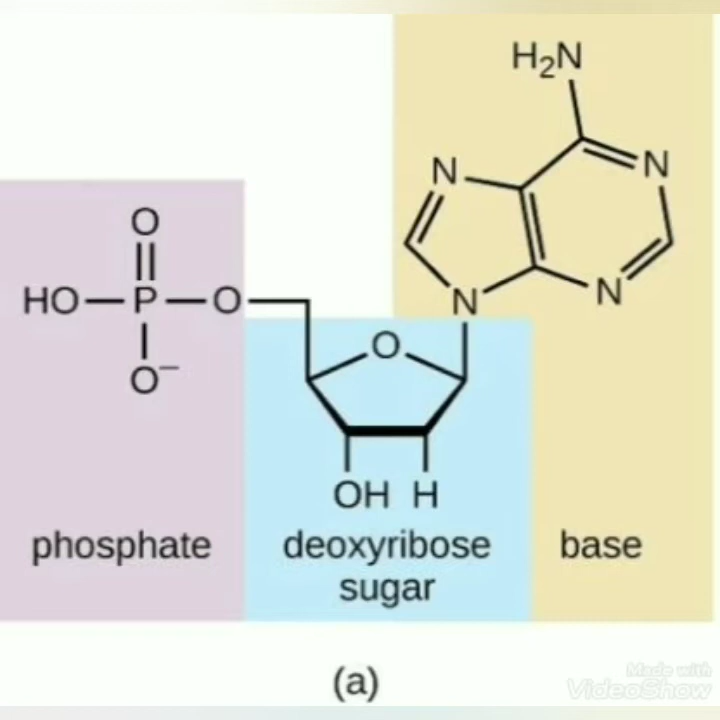 H₂N
N
N
O
HO—P—O
N
N
O⁻
O
OH H
phosphate
deoxyribose
sugar
base
(a)
Made with
VideoShow